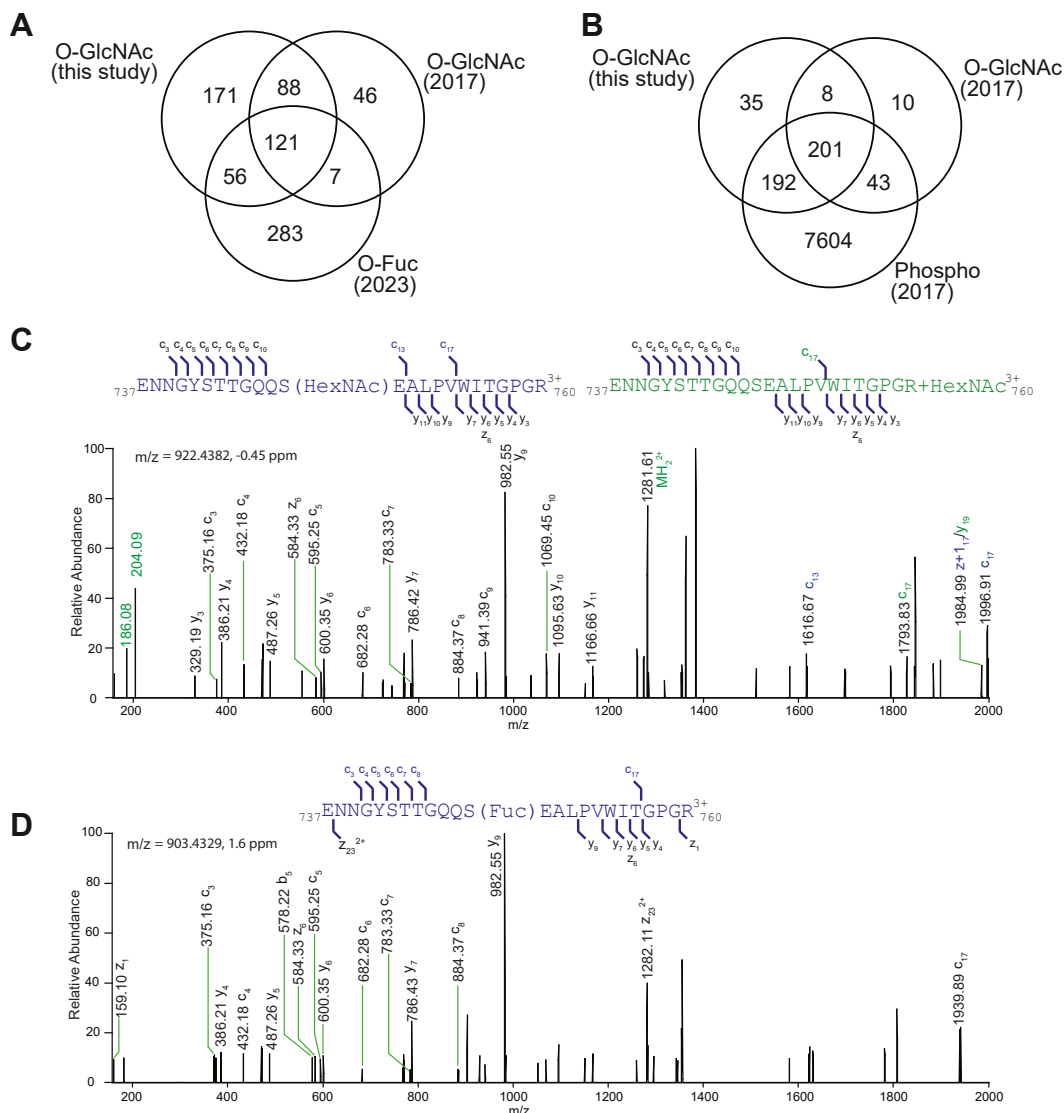 A
O-GlcNAc
(this study)
O-GlcNAc
(2017)
171
88
46
121
56
7
283
O-Fuc
(2023)
B
O-GlcNAc
(this study)
O-GlcNAc
(2017)
35
8
10
201
192
43
7604
Phospho
(2017)
C
c3 c4 c5 c6 c7 c8 c9 c10 c13 c17
737ENNGYSTTGQQS(HexNAc)EALPVWITGPGR3+760
y11 y10 y9 y7 y6 y5 y4 y3
z6
c3 c4 c5 c6 c7 c8 c9 c10 c17
737ENNGYSTTGQQSEALPVWITGPGR+HexNAc3+760
y11 y10 y9 y7 y6 y5 y4 y3
z6
m/z = 922.4382, -0.45 ppm
Relative Abundance
100
80
60
40
20
0
186.08
204.09
329.19 y3
375.16 c3
386.21 y4
432.18 c4
487.26 y5
584.33 z6
595.25 c5
600.35 y6
682.28 c6
783.33 c7
786.42 y7
884.37 c8
941.39 c9
982.55 y9
1069.45 c10
1095.63 y10
1166.66 y11
1281.61
MH2 2+
1616.67 c13
1793.83 c17
1984.99 z+1 17/y19
1996.91 c17
200 400 600 800 1000 1200 1400 1600 1800 2000
m/z
D
c3 c4 c5 c6 c7 c8 c17
737ENNGYSTTGQQS(Fuc)EALPVWITGPGR3+760
z23 2+ y9 y7 y6 y5 y4 z1
z6
m/z = 903.4329, 1.6 ppm
Relative Abundance
100
80
60
40
20
0
159.10 z1
375.16 c3
386.21 y4
432.18 c4
487.26 y5
578.22 b5
584.33 z6
595.25 c5
600.35 y6
682.28 c6
783.33 c7
786.43 y7
884.37 c8
982.55 y9
1282.11 z23 2+
1939.89 c17
200 400 600 800 1000 1200 1400 1600 1800 2000
m/z